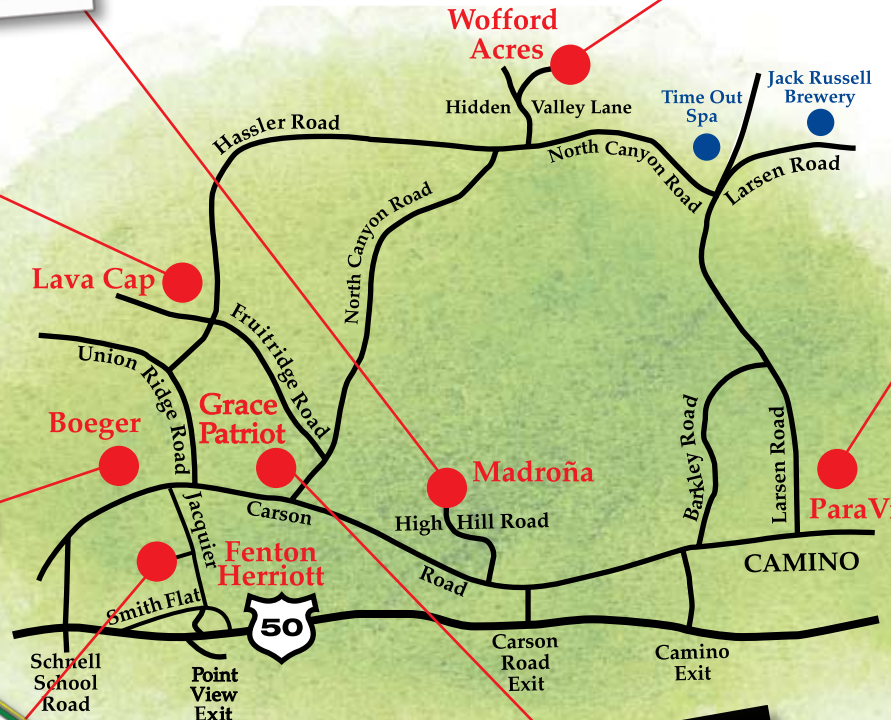 Wofford
Acres
Hidden Valley Lane
Time Out
Spa
Jack Russell
Brewery
Hassler Road
North Canyon Road
Larsen Road
North Canyon Road
Lava Cap
Fruitridge Road
Union Ridge Road
Grace
Patriot
Boeger
Madroña
Barkley Road
Larsen Road
ParaVi
Carson
Road
High Hill Road
Jacquier
Fenton
Herriott
CAMINO
Smith Flat
50
Schnell
School
Road
Point
View
Exit
Carson
Road
Exit
Camino
Exit